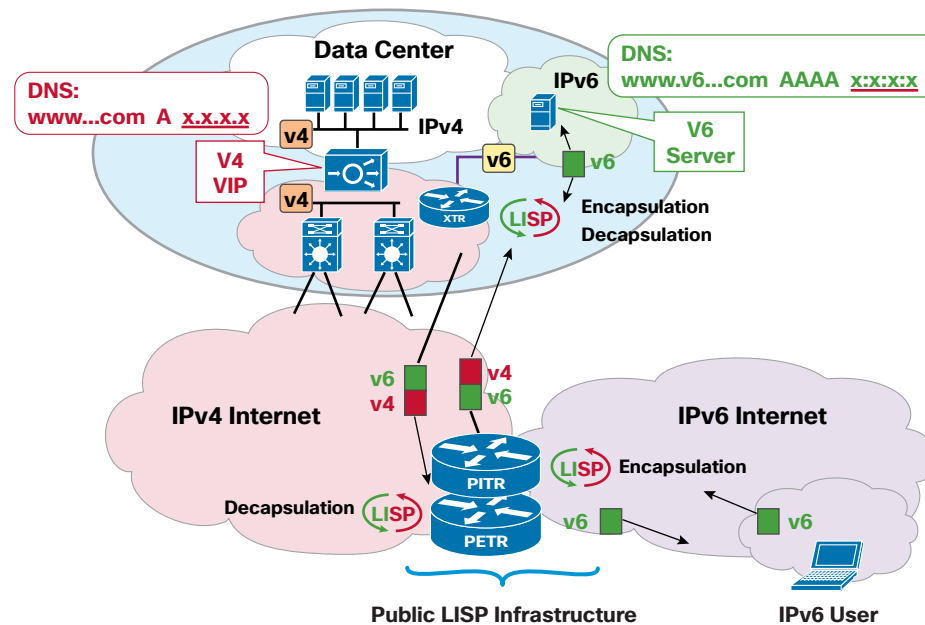 Data Center
DNS:
www...com A x.x.x.x
DNS:
www.v6...com AAAA x:x:x:x
IPv6
IPv4
v4
V4
VIP
v6
V6
Server
v6
v4
XTR
LISP
Encapsulation
Decapsulation
v6
v4
v4
v6
IPv4 Internet
IPv6 Internet
PITR
LISP
Encapsulation
Decapsulation
LISP
PETR
v6
v6
Public LISP Infrastructure
IPv6 User